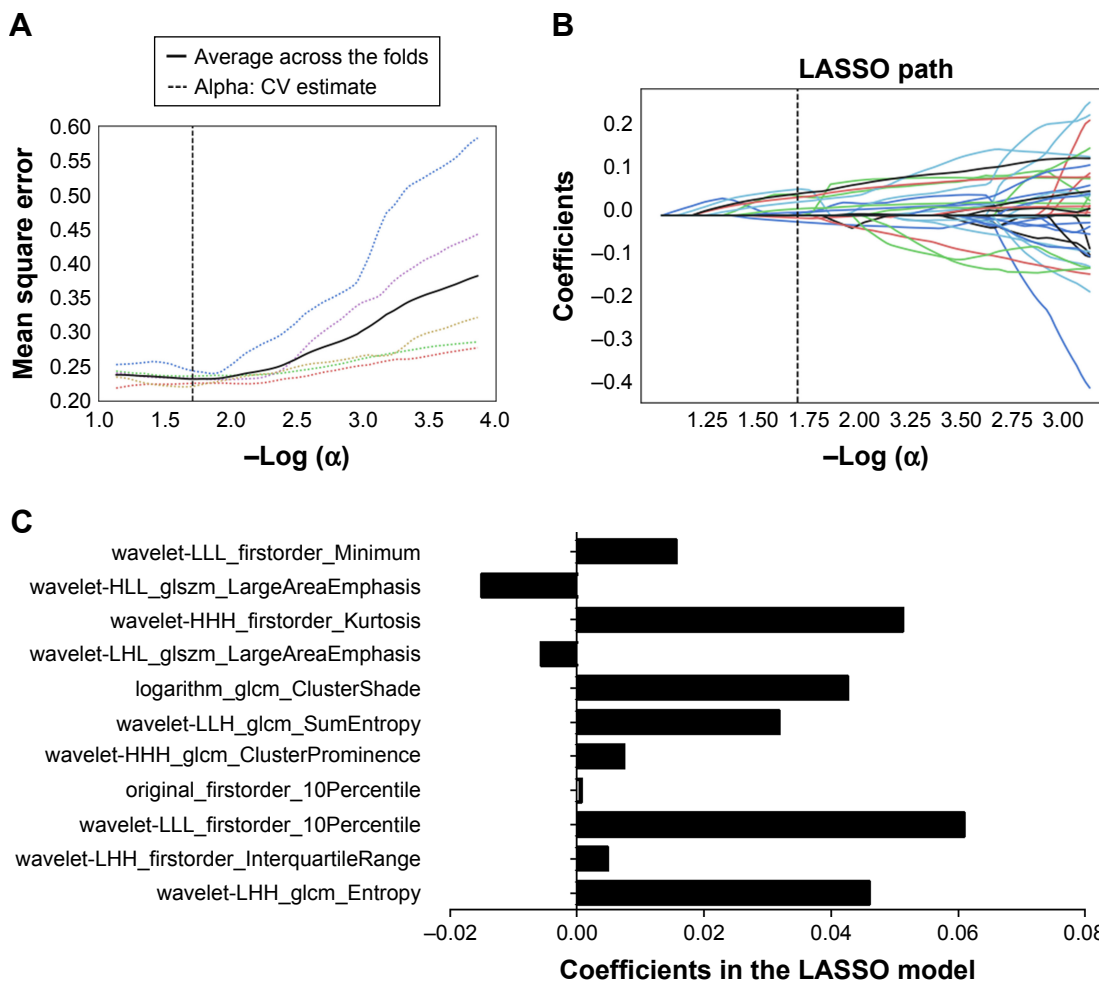 A
Average across the folds
Alpha: CV estimate
0.60
0.55
0.50
0.45
0.40
0.35
0.30
0.25
0.20
Mean square error
1.0 1.5 2.0 2.5 3.0 3.5 4.0
–Log (α)
B
LASSO path
0.2
0.1
0.0
–0.1
–0.2
–0.3
–0.4
Coefficients
1.25 1.50 1.75 2.00 3.25 3.50 2.75 3.00
–Log (α)
C
wavelet-LLL_firstorder_Minimum
wavelet-HLL_glszm_LargeAreaEmphasis
wavelet-HHH_firstorder_Kurtosis
wavelet-LHL_glszm_LargeAreaEmphasis
logarithm_glcm_ClusterShade
wavelet-LLH_glcm_SumEntropy
wavelet-HHH_glcm_ClusterProminence
original_firstorder_10Percentile
wavelet-LLL_firstorder_10Percentile
wavelet-LHH_firstorder_InterquartileRange
wavelet-LHH_glcm_Entropy
–0.02 0.00 0.02 0.04 0.06 0.08
Coefficients in the LASSO model